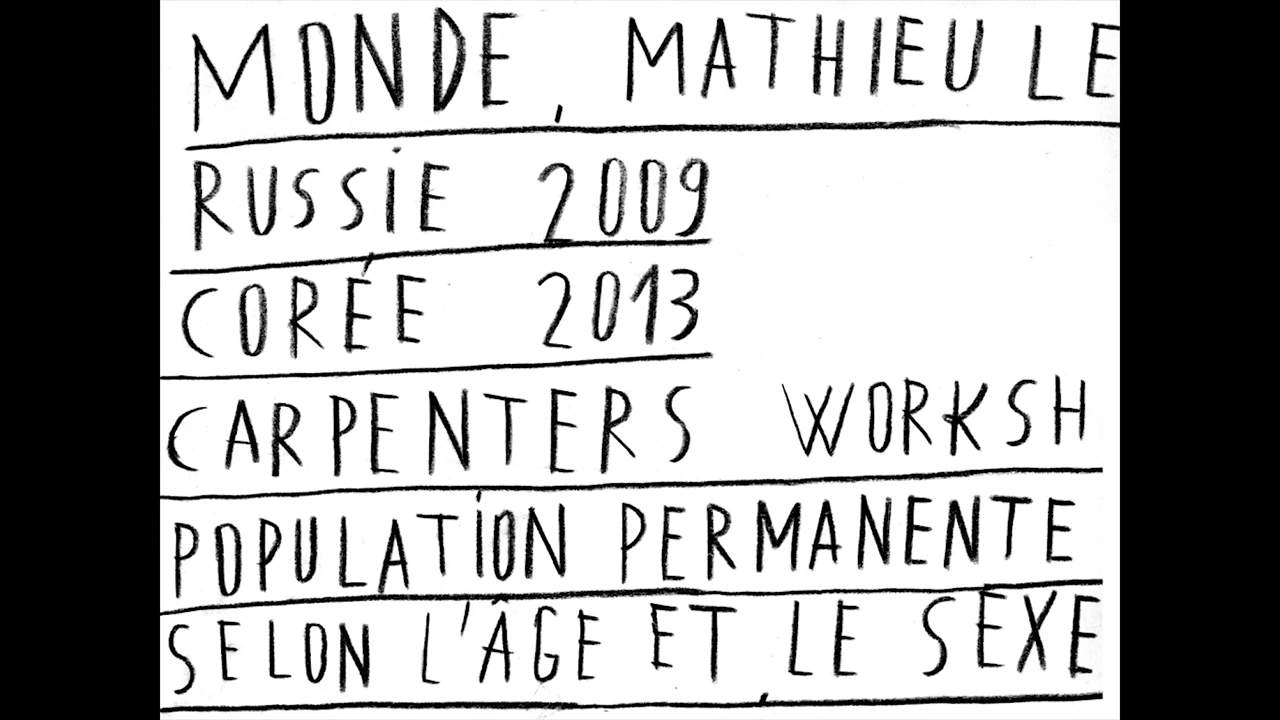 MONDE, MATHIEU LE
RUSSIE 2009
CORÉE 2013
CARPENTERS WORKSH
POPULATION PERMANENTE
SELON L'ÂGE ET LE SEXE